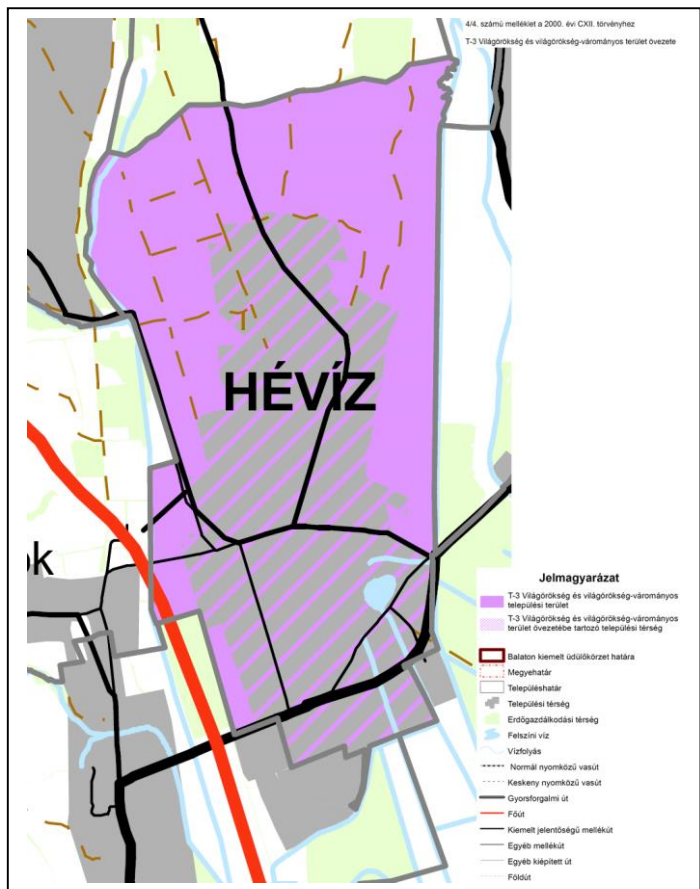 4/4. számú melléklet a 2000. évi CXII. törvényhez
T-3 Világörökség és világörökség-várományos terület övezete
HÉVÍZ
ok
Jelmagyarázat
T-3 Világörökség és világörökség-várományos
települési terület
T-3 Világörökség és világörökség-várományos
terület övezetébe tartozó települési térség
Balaton kiemelt üdülőkörzet határa
Megyehatár
Településhatár
Települési térség
Erdőgazdálkodási térség
Felszíni víz
Vízfolyás
Normál nyomközű vasút
Keskeny nyomközű vasút
Gyorsforgalmi út
Főút
Kiemelt jelentőségű mellékút
Egyéb mellékút
Egyéb kiépített út
Földút